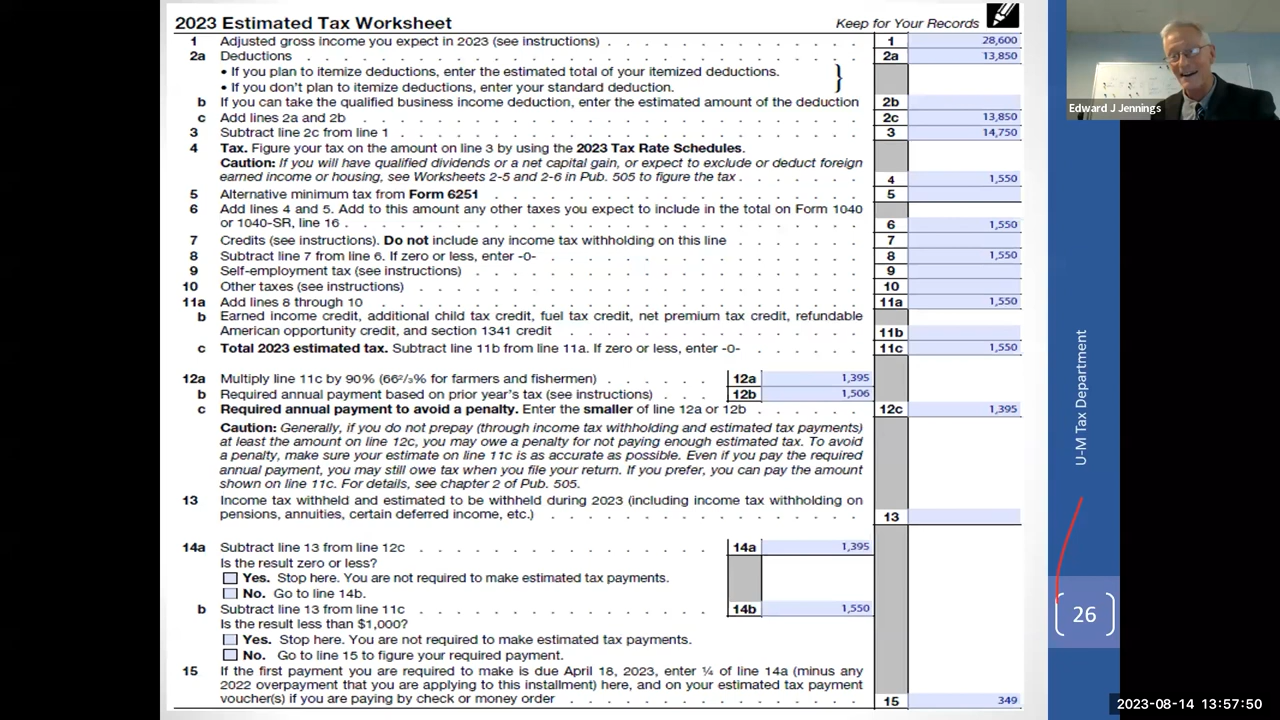 2023 Estimated Tax Worksheet
Keep for Your Records
1 Adjusted gross income you expect in 2023 (see instructions) . . . . . . . . . . . . . 1 28,600
2a Deductions . . . . . . . . . . . . . . . . . . . . . . . . 2a 13,850
• If you plan to itemize deductions, enter the estimated total of your itemized deductions.
• If you don't plan to itemize deductions, enter your standard deduction.
b If you can take the qualified business income deduction, enter the estimated amount of the deduction 2b
c Add lines 2a and 2b . . . . . . . . . . . . . . . . . . . . . . . 2c 13,850
3 Subtract line 2c from line 1 . . . . . . . . . . . . . . . . . . . . . 3 14,750
4 Tax. Figure your tax on the amount on line 3 by using the 2023 Tax Rate Schedules.
Caution: If you will have qualified dividends or a net capital gain, or expect to exclude or deduct foreign
earned income or housing, see Worksheets 2-5 and 2-6 in Pub. 505 to figure the tax . . . . . . . 4 1,550
5 Alternative minimum tax from Form 6251 . . . . . . . . . . . . . . . . . 5
6 Add lines 4 and 5. Add to this amount any other taxes you expect to include in the total on Form 1040
or 1040-SR, line 16 . . . . . . . . . . . . . . . . . . . . . . . 6 1,550
7 Credits (see instructions). Do not include any income tax withholding on this line . . . . . . . 7
8 Subtract line 7 from line 6. If zero or less, enter -0- . . . . . . . . . . . . . . . 8 1,550
9 Self-employment tax (see instructions) . . . . . . . . . . . . . . . . . . 9
10 Other taxes (see instructions) . . . . . . . . . . . . . . . . . . . . 10
11a Add lines 8 through 10 . . . . . . . . . . . . . . . . . . . . . . 11a 1,550
b Earned income credit, additional child tax credit, fuel tax credit, net premium tax credit, refundable
American opportunity credit, and section 1341 credit . . . . . . . . . . . . . . . 11b
c Total 2023 estimated tax. Subtract line 11b from line 11a. If zero or less, enter -0- . . . . . . 11c 1,550
12a Multiply line 11c by 90% (66²/₃% for farmers and fishermen) . . . . . . 12a 1,395
b Required annual payment based on prior year's tax (see instructions) . . . 12b 1,506
c Required annual payment to avoid a penalty. Enter the smaller of line 12a or 12b . . . . . . 12c 1,395
Caution: Generally, if you do not prepay (through income tax withholding and estimated tax payments)
at least the amount on line 12c, you may owe a penalty for not paying enough estimated tax. To avoid
a penalty, make sure your estimate on line 11c is as accurate as possible. Even if you pay the required
annual payment, you may still owe tax when you file your return. If you prefer, you can pay the amount
shown on line 11c. For details, see chapter 2 of Pub. 505.
13 Income tax withheld and estimated to be withheld during 2023 (including income tax withholding on
pensions, annuities, certain deferred income, etc.) . . . . . . . . . . . . . . . 13
14a Subtract line 13 from line 12c . . . . . . . . . . . . . . 14a 1,395
Is the result zero or less?
Yes. Stop here. You are not required to make estimated tax payments.
No. Go to line 14b.
b Subtract line 13 from line 11c . . . . . . . . . . . . . . 14b 1,550
Is the result less than $1,000?
Yes. Stop here. You are not required to make estimated tax payments.
No. Go to line 15 to figure your required payment.
15 If the first payment you are required to make is due April 18, 2023, enter ¼ of line 14a (minus any
2022 overpayment that you are applying to this installment) here, and on your estimated tax payment
voucher(s) if you are paying by check or money order . . . . . . . . . . . . . . 15 349
Edward J Jennings
U-M Tax Department
26
2023-08-14 13:57:50